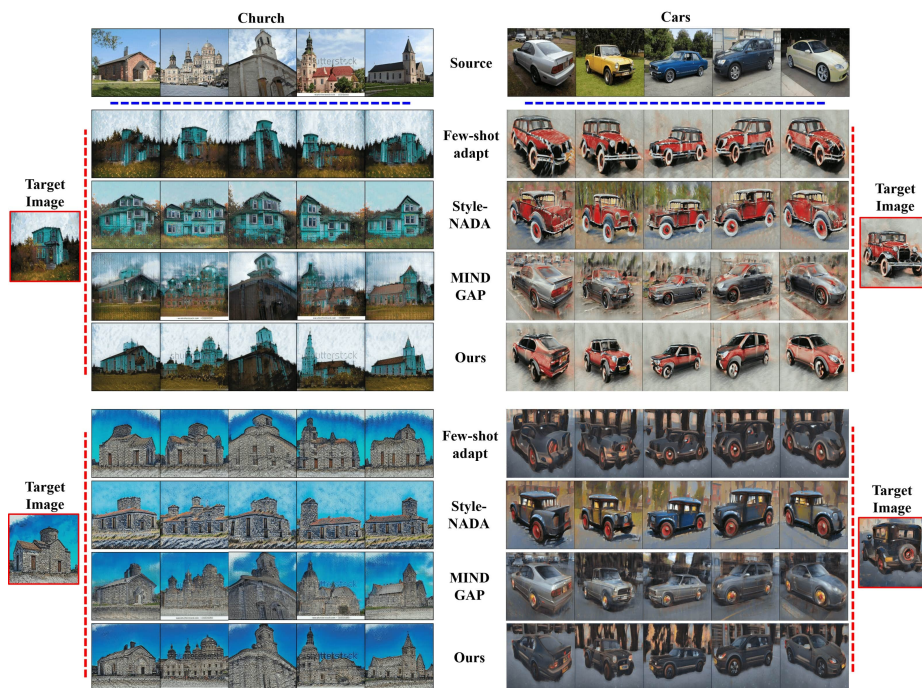 Church
Cars
Source
shutterstock
Few-shot
adapt
Target
Image
Style-
NADA
Target
Image
MIND
GAP
Ours
Few-shot
adapt
Target
Image
Style-
NADA
Target
Image
MIND
GAP
Ours